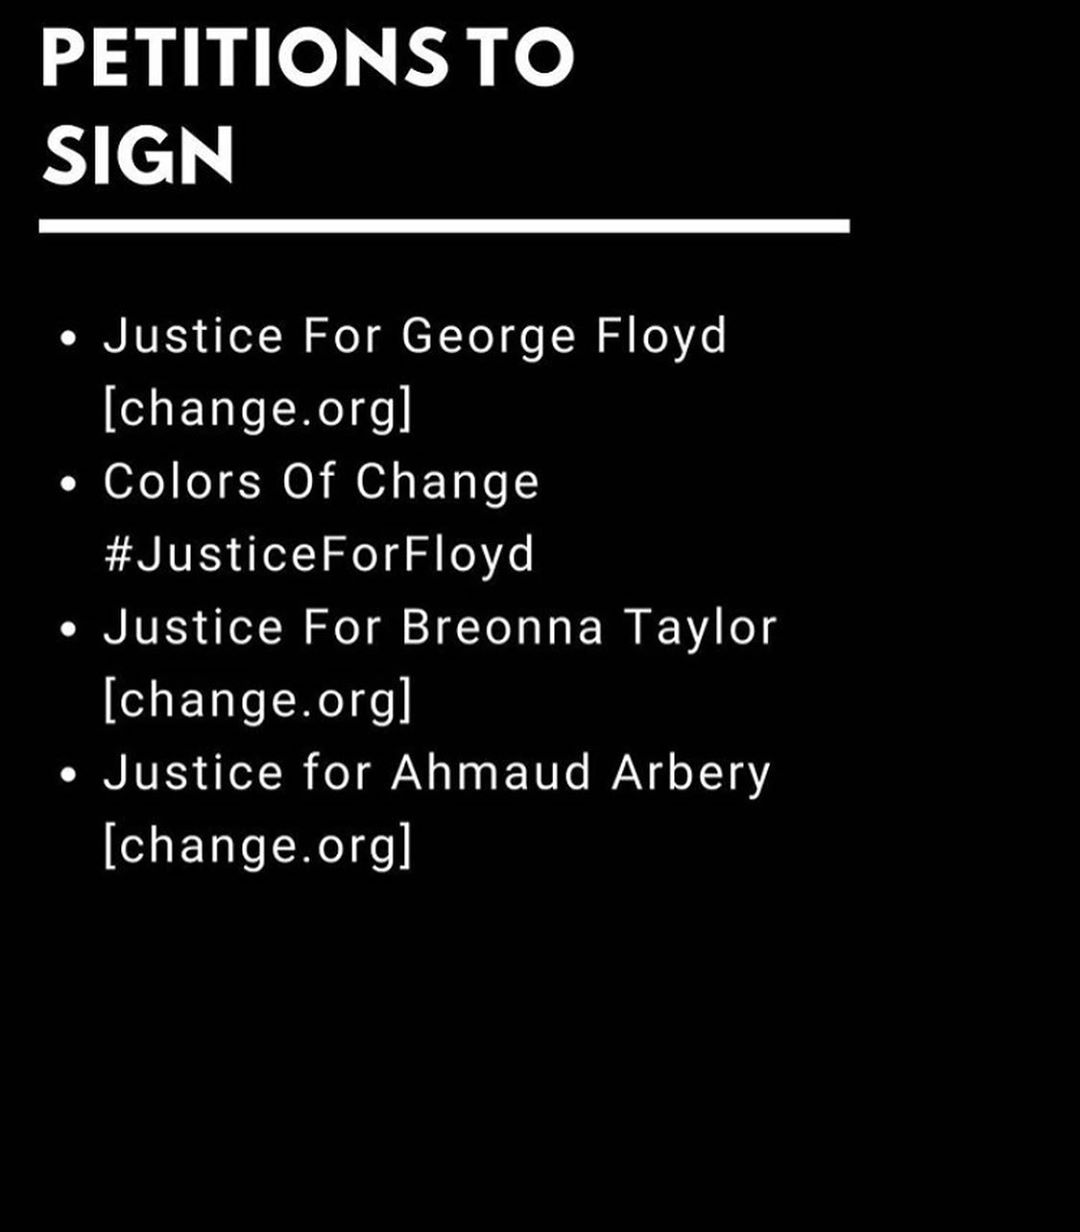 PETITIONS TO
SIGN
• Justice For George Floyd
[change.org]
• Colors Of Change
#JusticeForFloyd
• Justice For Breonna Taylor
[change.org]
• Justice for Ahmaud Arbery
[change.org]